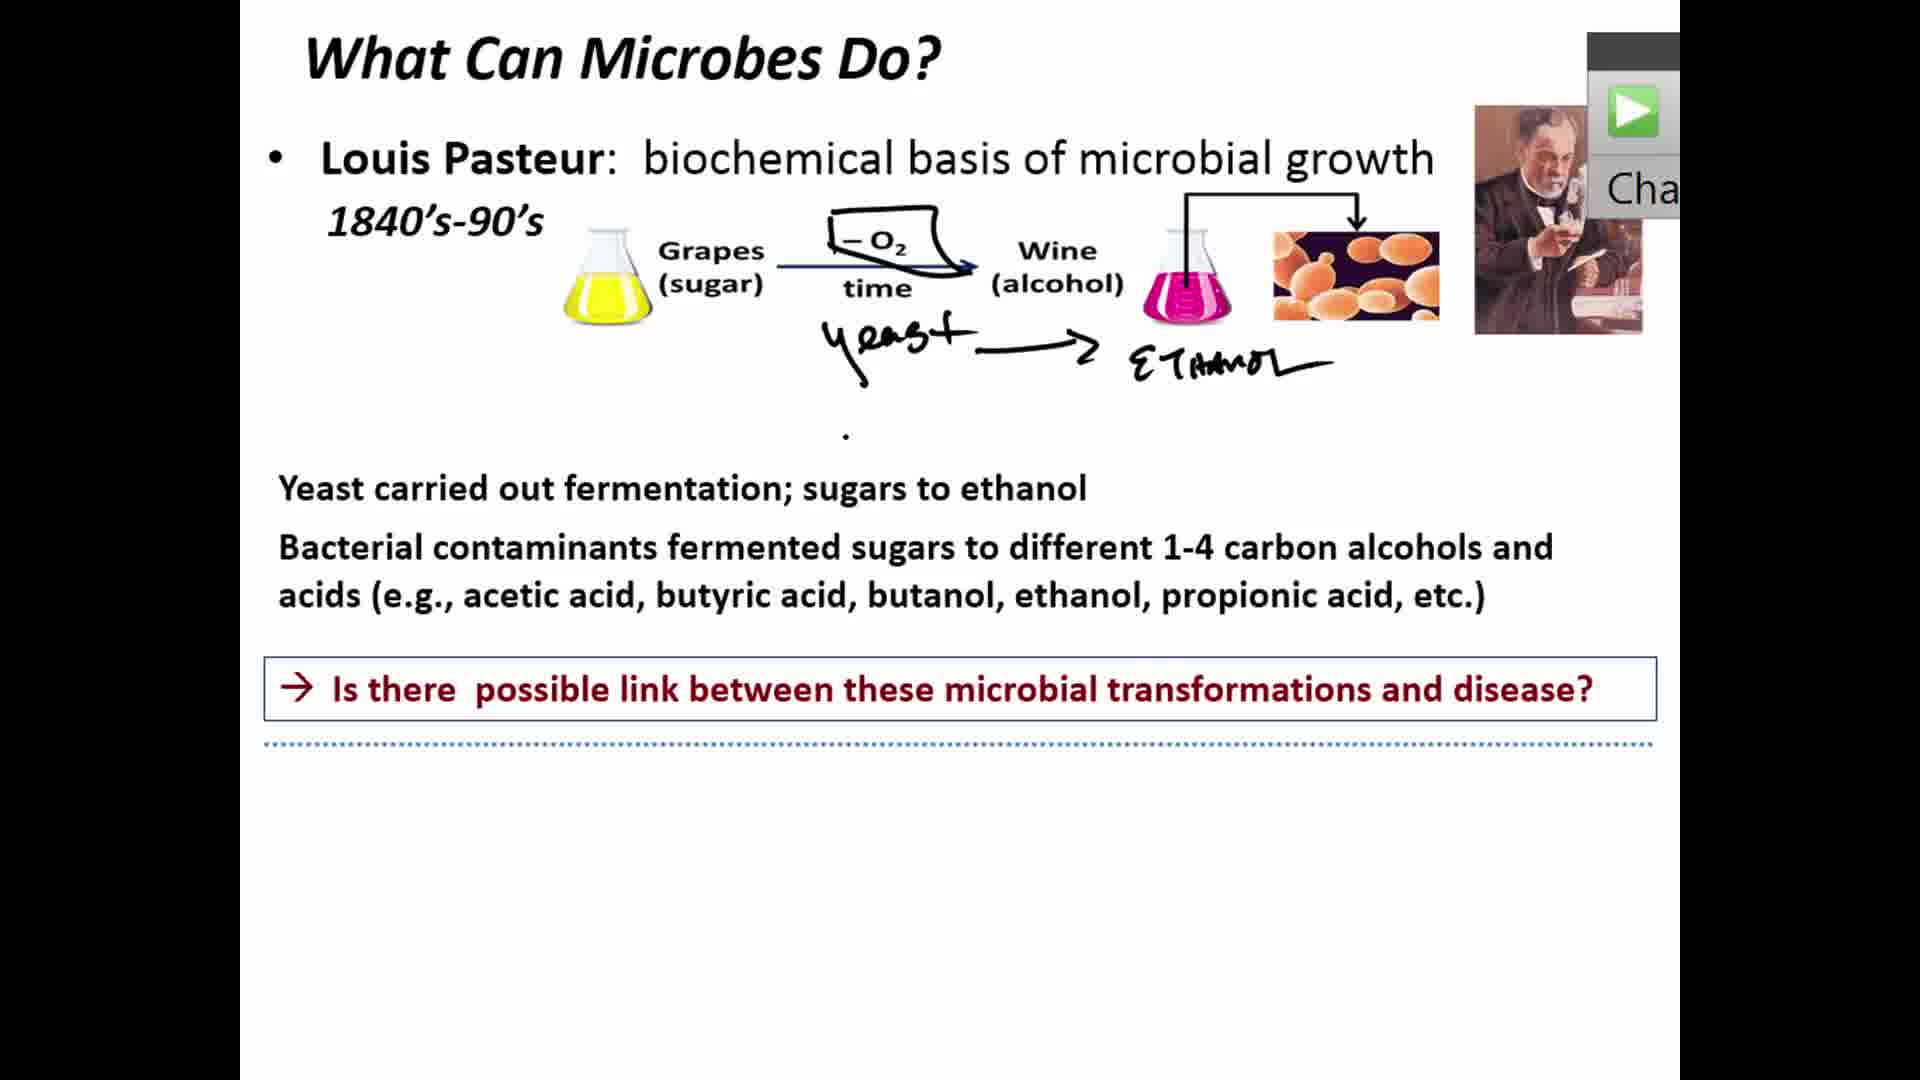 What Can Microbes Do?
• Louis Pasteur: biochemical basis of microbial growth
1840’s-90’s
Grapes
(sugar)
– O₂
time
Wine
(alcohol)
yeast
ETHANOL
Cha
Yeast carried out fermentation; sugars to ethanol
Bacterial contaminants fermented sugars to different 1-4 carbon alcohols and
acids (e.g., acetic acid, butyric acid, butanol, ethanol, propionic acid, etc.)
→ Is there possible link between these microbial transformations and disease?